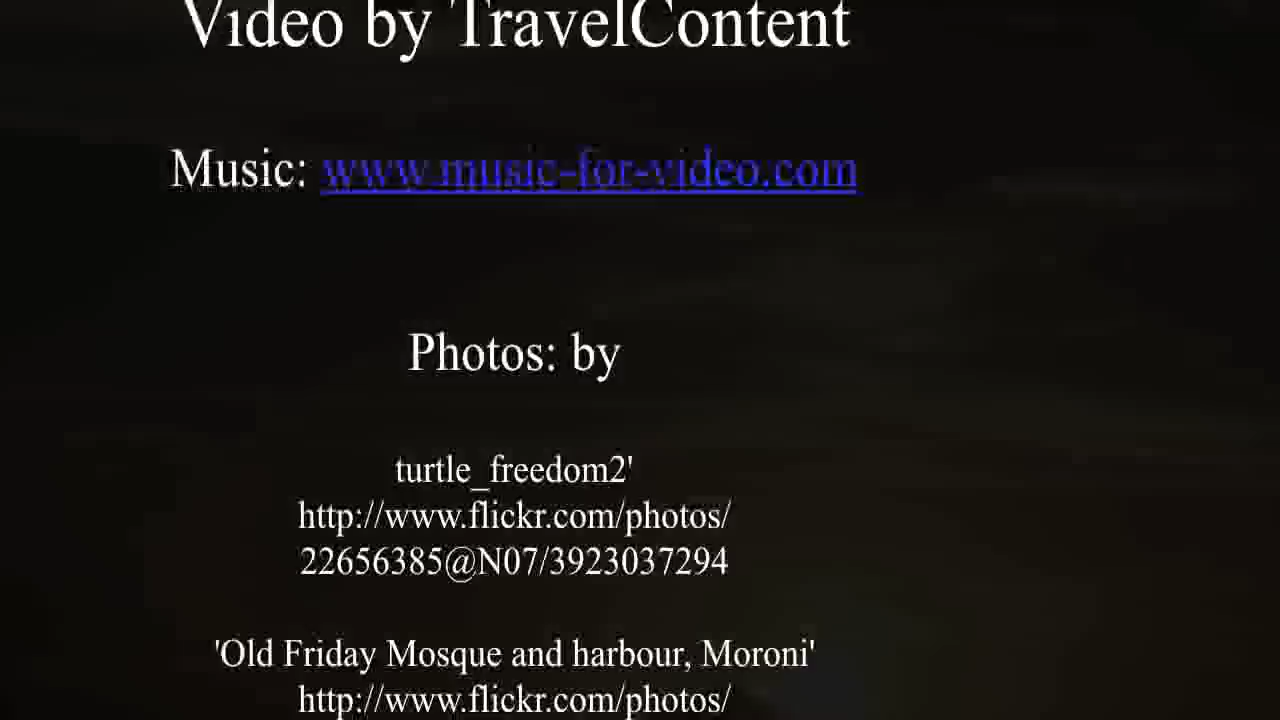 Video by TravelContent
Music: www.music-for-video.com
Photos: by
turtle_freedom2'
http://www.flickr.com/photos/
22656385@N07/3923037294
'Old Friday Mosque and harbour, Moroni'
http://www.flickr.com/photos/